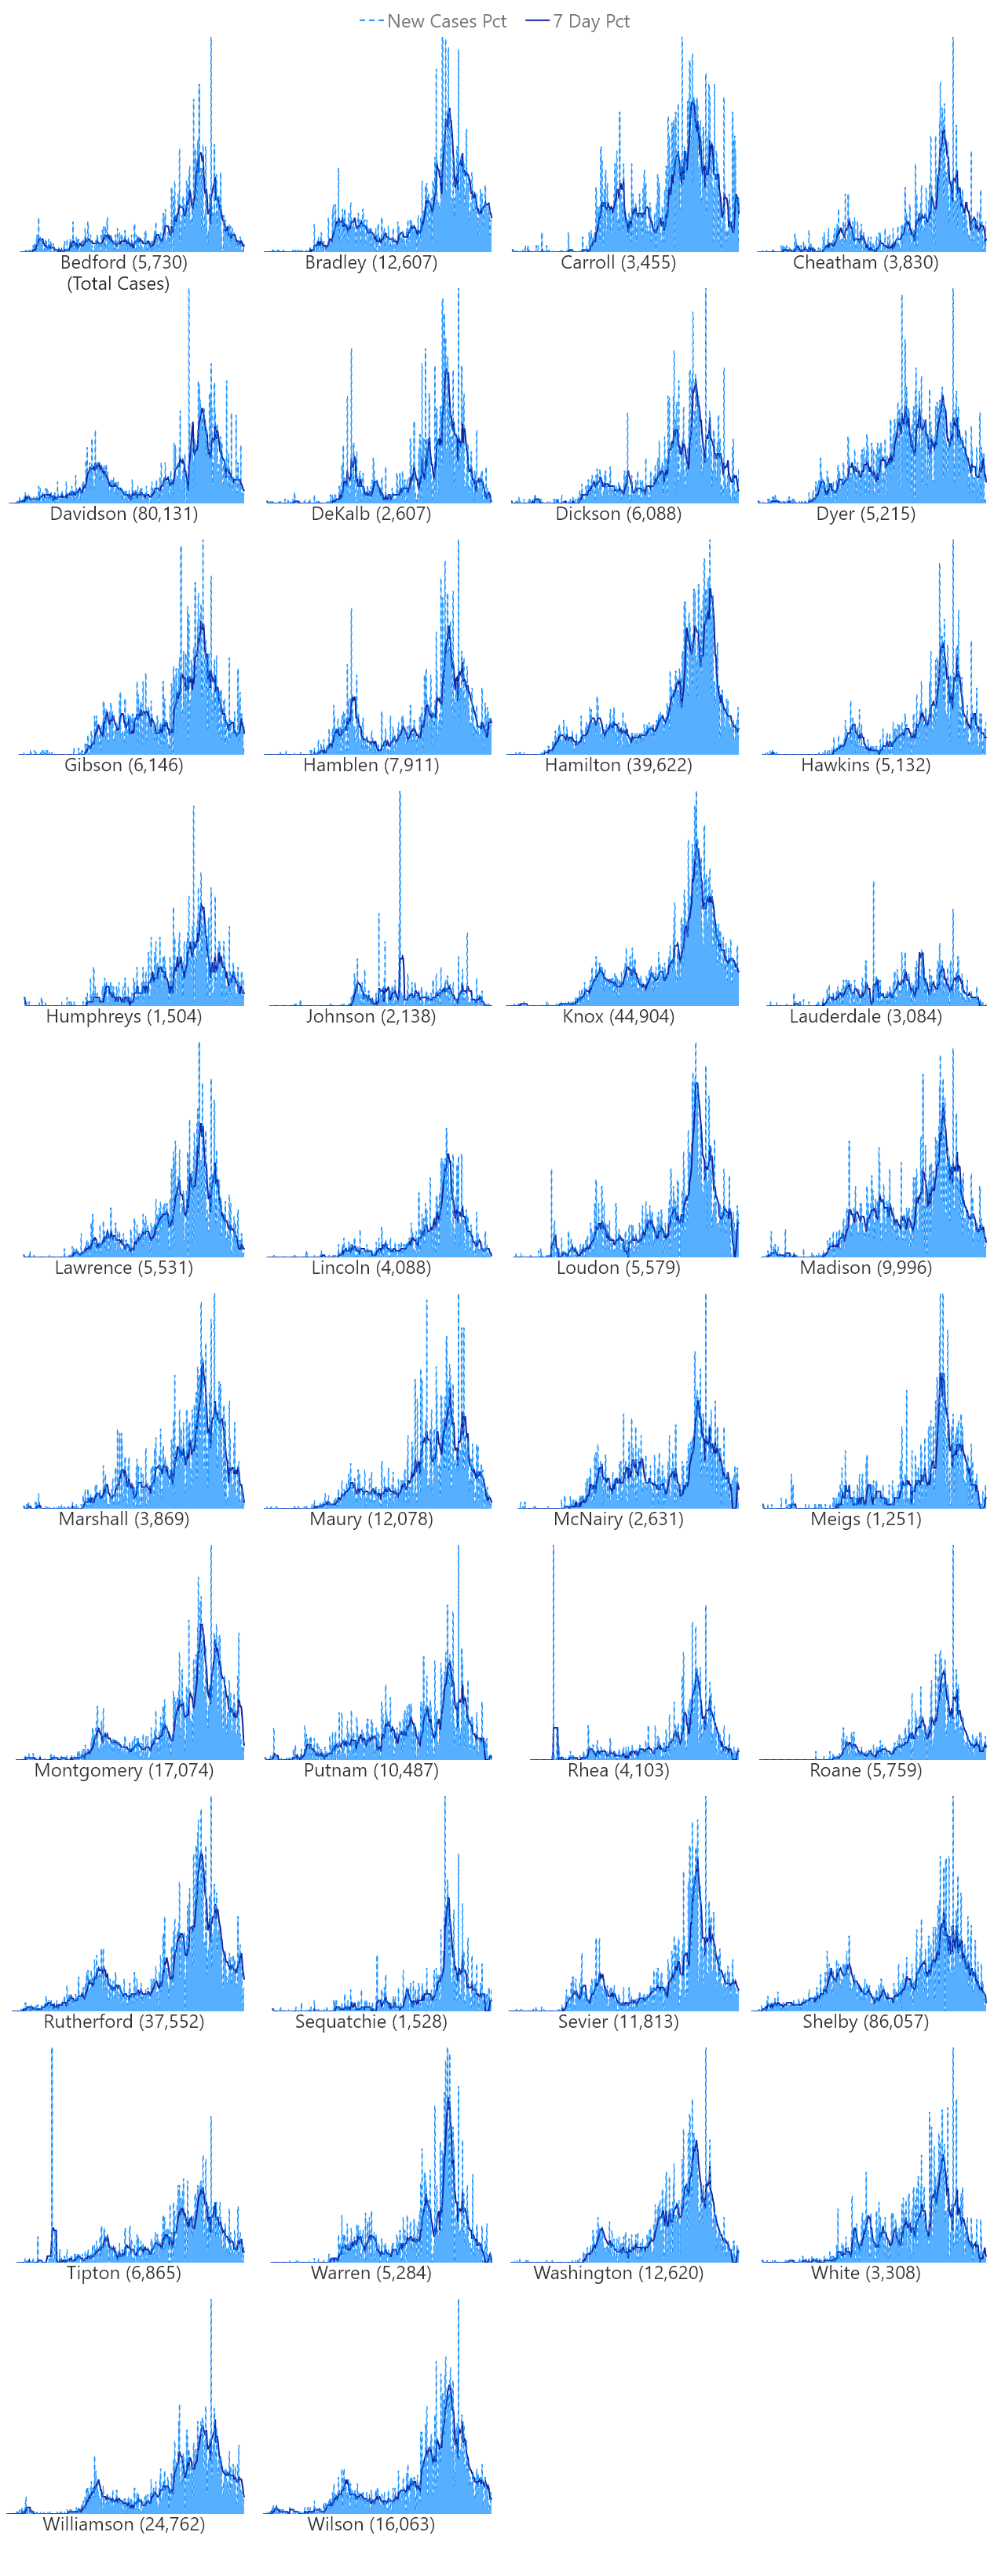 New Cases Pct 7 Day Pct
Bedford (5,730) Bradley (12,607) Carroll (3,455) Cheatham (3,830)
(Total Cases)
Davidson (80,131) DeKalb (2,607) Dickson (6,088) Dyer (5,215)
Gibson (6,146) Hamblen (7,911) Hamilton (39,622) Hawkins (5,132)
Humphreys (1,504) Johnson (2,138) Knox (44,904) Lauderdale (3,084)
Lawrence (5,531) Lincoln (4,088) Loudon (5,579) Madison (9,996)
Marshall (3,869) Maury (12,078) McNairy (2,631) Meigs (1,251)
Montgomery (17,074) Putnam (10,487) Rhea (4,103) Roane (5,759)
Rutherford (37,552) Sequatchie (1,528) Sevier (11,813) Shelby (86,057)
Tipton (6,865) Warren (5,284) Washington (12,620) White (3,308)
Williamson (24,762) Wilson (16,063)